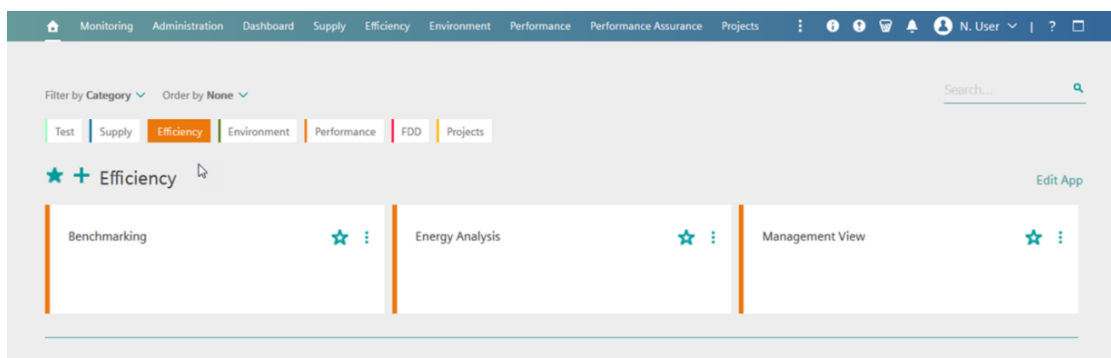 Monitoring Administration Dashboard Supply Efficiency Environment Performance Performance Assurance Projects N. User | ?
Search...
Filter by Category Order by None
Test Supply Efficiency Environment Performance FDD Projects
Efficiency
Edit App
Benchmarking Energy Analysis Management View